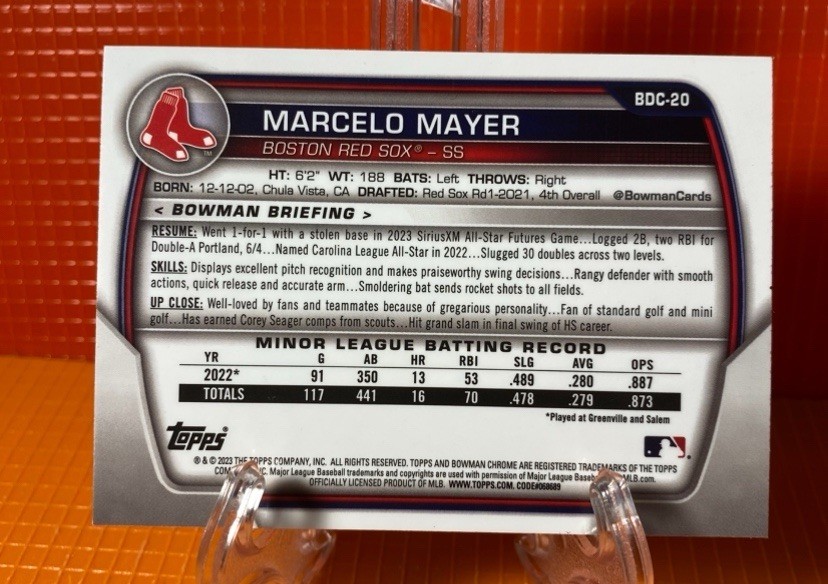 BDC-20
MARCELO MAYER
BOSTON RED SOX® – SS
HT: 6'2" WT: 188 BATS: Left THROWS: Right
BORN: 12-12-02, Chula Vista, CA DRAFTED: Red Sox Rd1-2021, 4th Overall @BowmanCards
< BOWMAN BRIEFING >
RESUME: Went 1-for-1 with a stolen base in 2023 SiriusXM All-Star Futures Game...Logged 2B, two RBI for
Double-A Portland, 6/4...Named Carolina League All-Star in 2022...Slugged 30 doubles across two levels.
SKILLS: Displays excellent pitch recognition and makes praiseworthy swing decisions...Rangy defender with smooth
actions, quick release and accurate arm...Smoldering bat sends rocket shots to all fields.
UP CLOSE: Well-loved by fans and teammates because of gregarious personality...Fan of standard golf and mini
golf...Has earned Corey Seager comps from scouts...Hit grand slam in final swing of HS career.
MINOR LEAGUE BATTING RECORD
YR G AB HR RBI SLG AVG OPS
2022* 91 350 13 53 .489 .280 .887
TOTALS 117 441 16 70 .478 .279 .873
*Played at Greenville and Salem
Topps
® & © 2023 THE TOPPS COMPANY, INC. ALL RIGHTS RESERVED. TOPPS AND BOWMAN CHROME ARE REGISTERED TRADEMARKS OF THE TOPPS
COM INC. Major League Baseball trademarks and copyrights are used with permission of Major League Baseb MLB.com.
OFFICIALLY LICENSED PRODUCT OF MLB. WWW.TOPPS.COM. CODE#068689